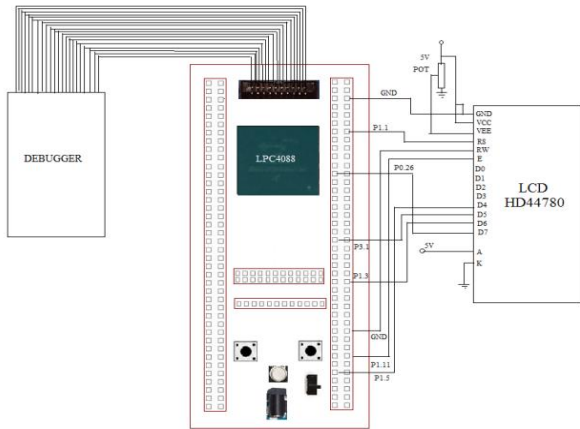 DEBUGGER
LPC4088
GND
P1.1
P0.26
P3.1
P1.3
GND
P1.11
P1.5
5V
POT
5V
GND
VCC
VEE
RS
RW
E
D0
D1
D2
D3
D4
D5
D6
D7
A
K
LCD
HD44780